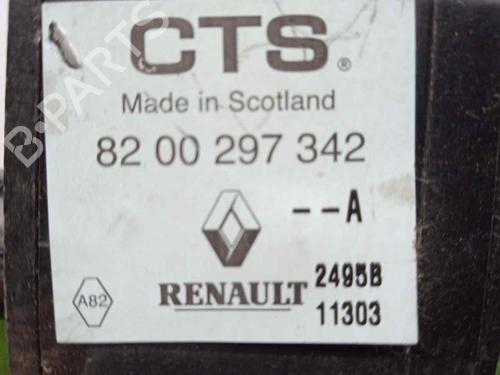 CTS®
Made in Scotland
82 00 297 342
--A
A82
RENAULT
2495B
11303
B-PARTS